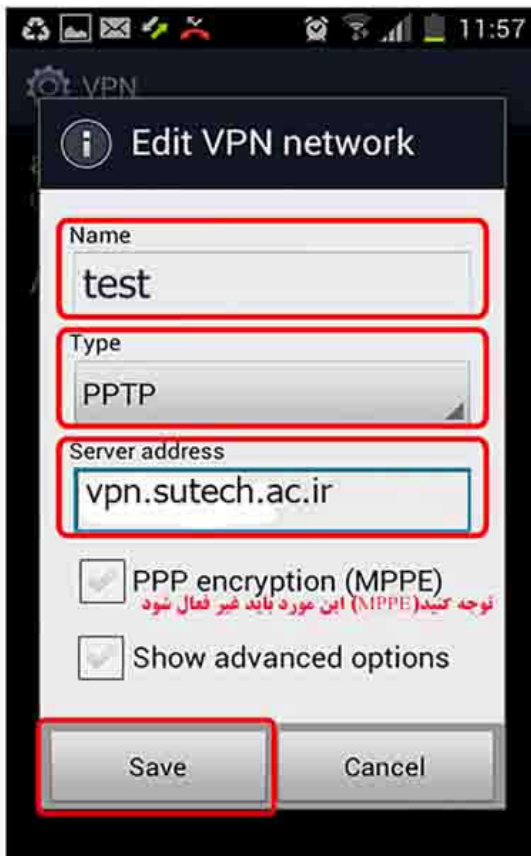 11:57
VPN
Edit VPN network
Name
test
Type
PPTP
Server address
vpn.sutech.ac.ir
PPP encryption (MPPE)
توجه کنید(MPPE) این مورد باید غیر فعال شود
Show advanced options
Save
Cancel